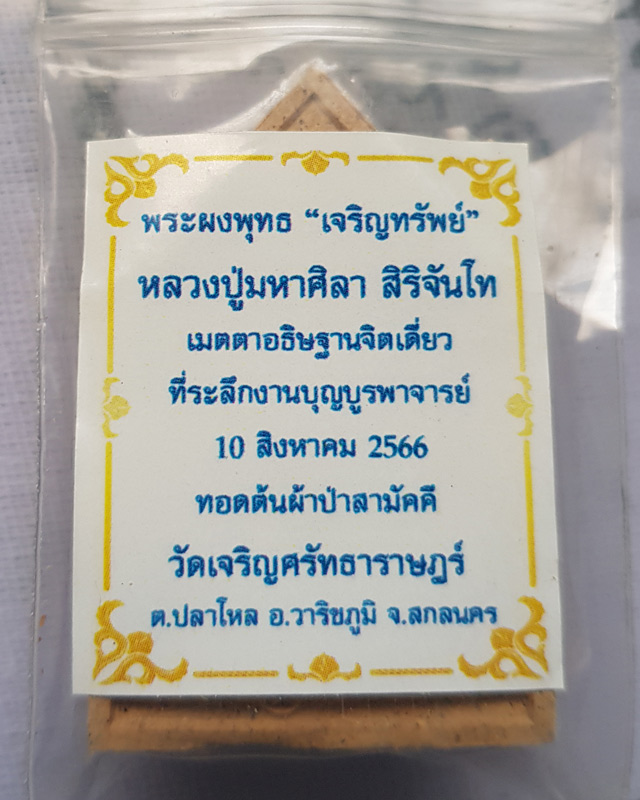 พระผงพุทธ “เจริญทรัพย์”
หลวงปู่มหาศิลา สิริจันโท
เมตตาอธิษฐานจิตเดี่ยว
ที่ระลึกงานบุญบูรพาจารย์
10 สิงหาคม 2566
ทอดต้นผ้าป่าสามัคคี
วัดเจริญศรัทธาราษฎร์
ต.ปลาโหล อ.วาริชภูมิ จ.สกลนคร